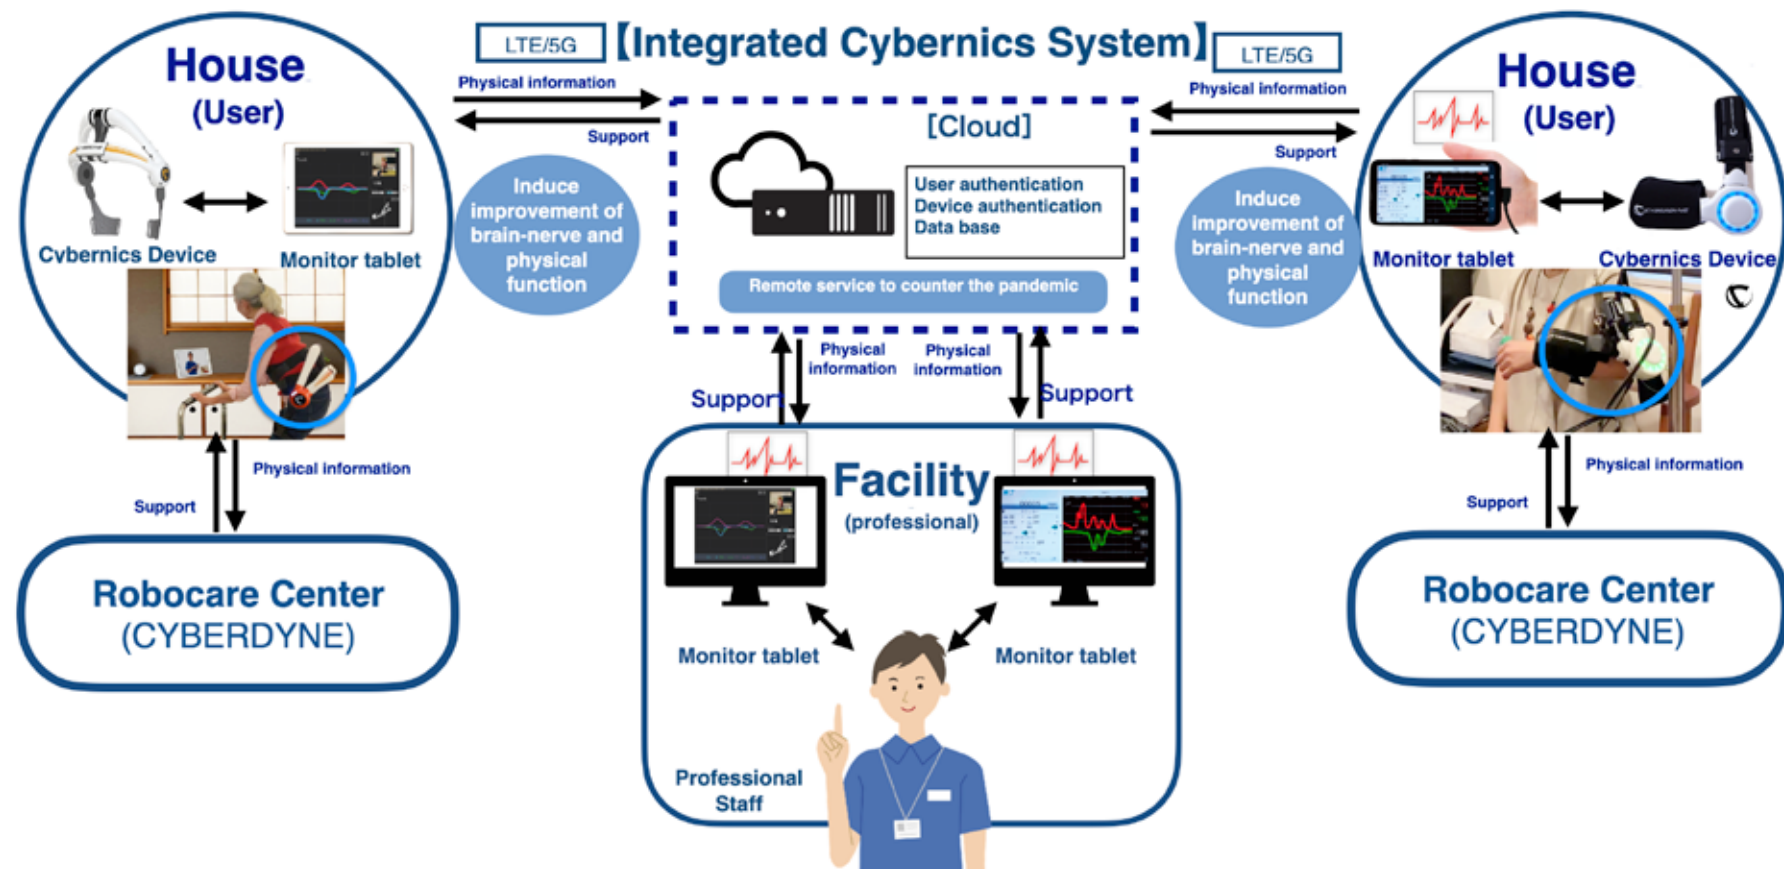 【Integrated Cybernics System】
LTE/5G
Physical information
Support
House
(User)
Cybernics Device
Monitor tablet
Induce
improvement of
brain-nerve and
physical
function
[Cloud]
User authentication
Device authentication
Data base
Remote service to counter the pandemic
LTE/5G
Physical information
Support
Induce
improvement of
brain-nerve and
physical
function
House
(User)
Monitor tablet
Cybernics Device
Physical
information
Support
Physical
information
Support
Physical information
Support
Robocare Center
(CYBERDYNE)
Facility
(professional)
Monitor tablet
Monitor tablet
Professional
Staff
Physical information
Support
Robocare Center
(CYBERDYNE)